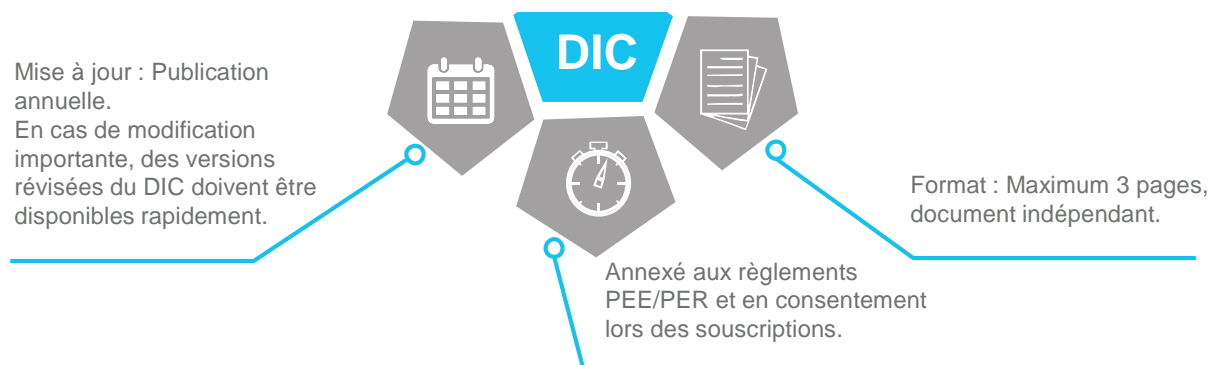 DIC
Mise à jour : Publication
annuelle.
En cas de modification
importante, des versions
révisées du DIC doivent être
disponibles rapidement.
Format : Maximum 3 pages,
document indépendant.
Annexé aux règlements
PEE/PER et en consentement
lors des souscriptions.